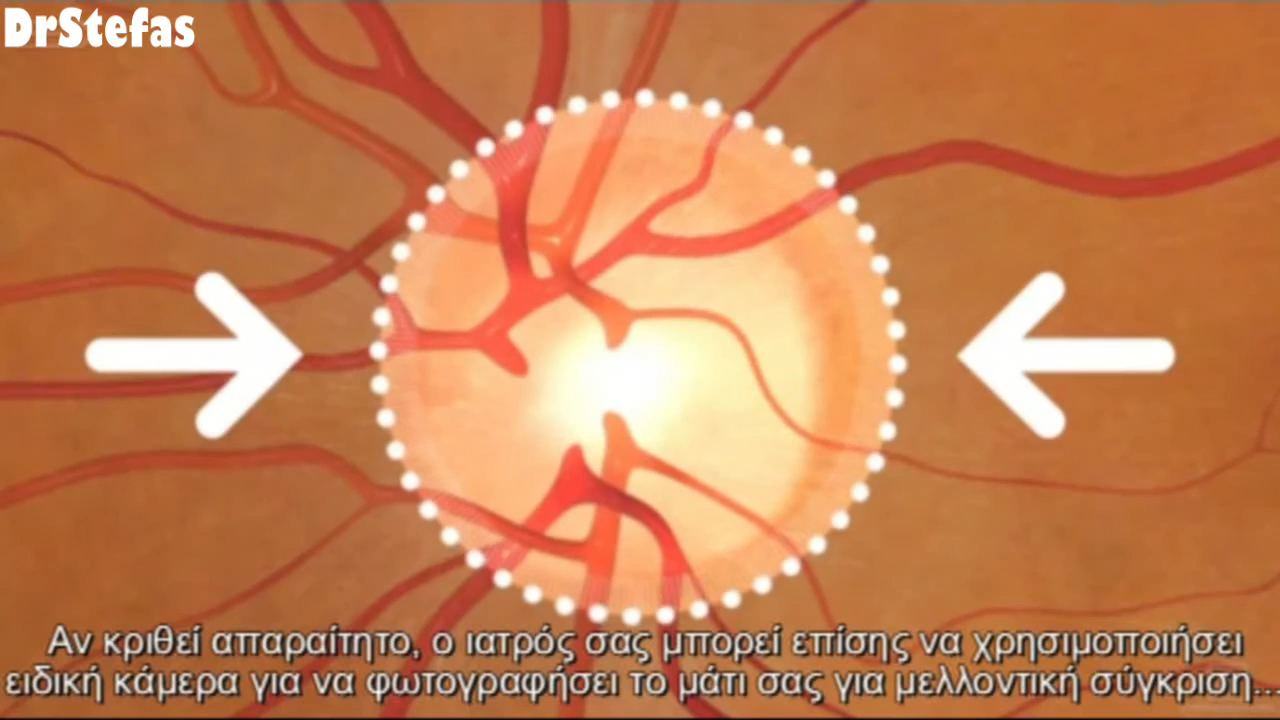 DrStefas
Αν κριθεί απαραίτητο, ο ιατρός σας μπορεί επίσης να χρησιμοποιήσει
ειδική κάμερα για να φωτογραφήσει το μάτι σας για μελλοντική σύγκριση...